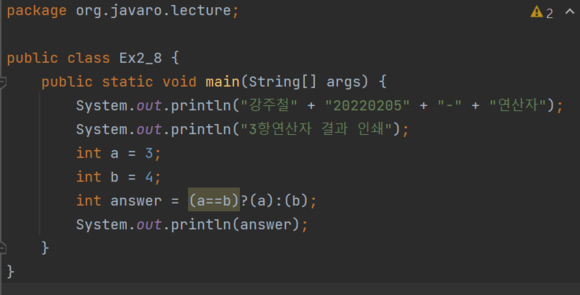 package org.javaro.lecture;
2
public class Ex2_8 {
public static void main(String[] args) {
System.out.println("강주철" + "20220205" + "-" + "연산자");
System.out.println("3항연산자 결과 인쇄");
int a = 3;
int b = 4;
int answer = (a==b)?(a):(b);
System.out.println(answer);
}
}